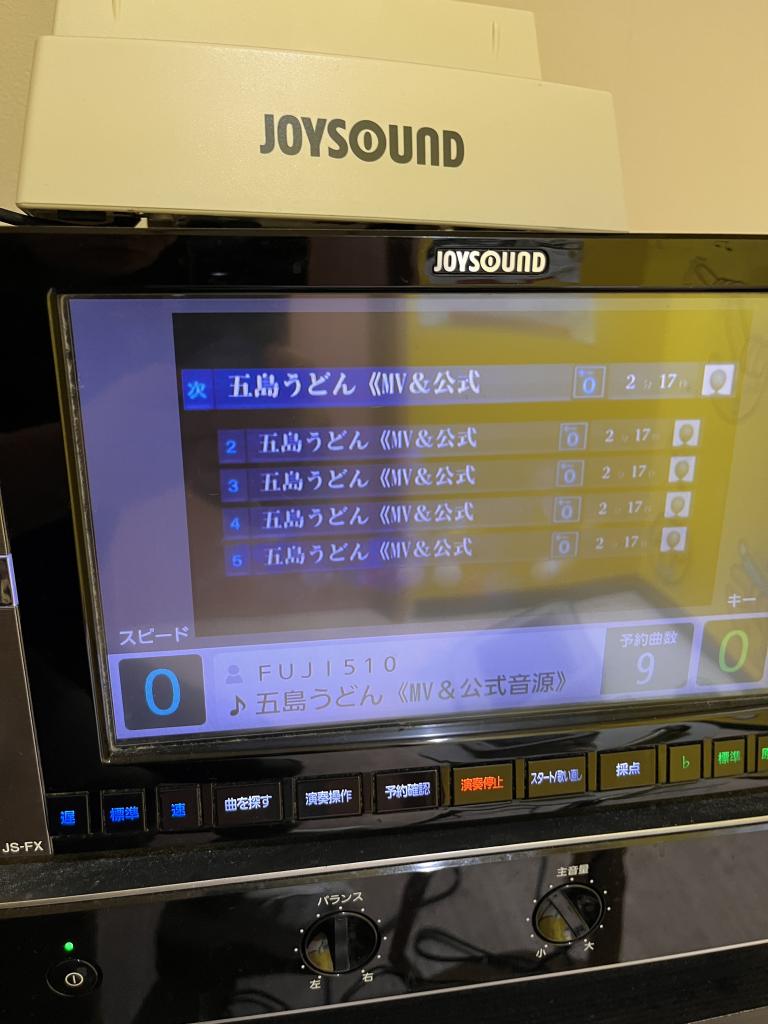 JOYSOUND
JOYSOUND
次 五島うどん《MV＆公式 0 2分17秒
2 五島うどん《MV＆公式 0 2分17秒
3 五島うどん《MV＆公式 0 2分17
4 五島うどん《MV＆公式 0 2分17
5 五島うどん《MV＆公式 0 2分17
スピード キー
0 FUJI510 予約曲数 9 0
♪ 五島うどん《MV＆公式音源》
遅 標準 速 曲を探す 演奏操作 予約確認 演奏停止 スタート/歌い直し 採点 ♭ 標準 原
JS-FX
バランス 主音量
左 右 小 大